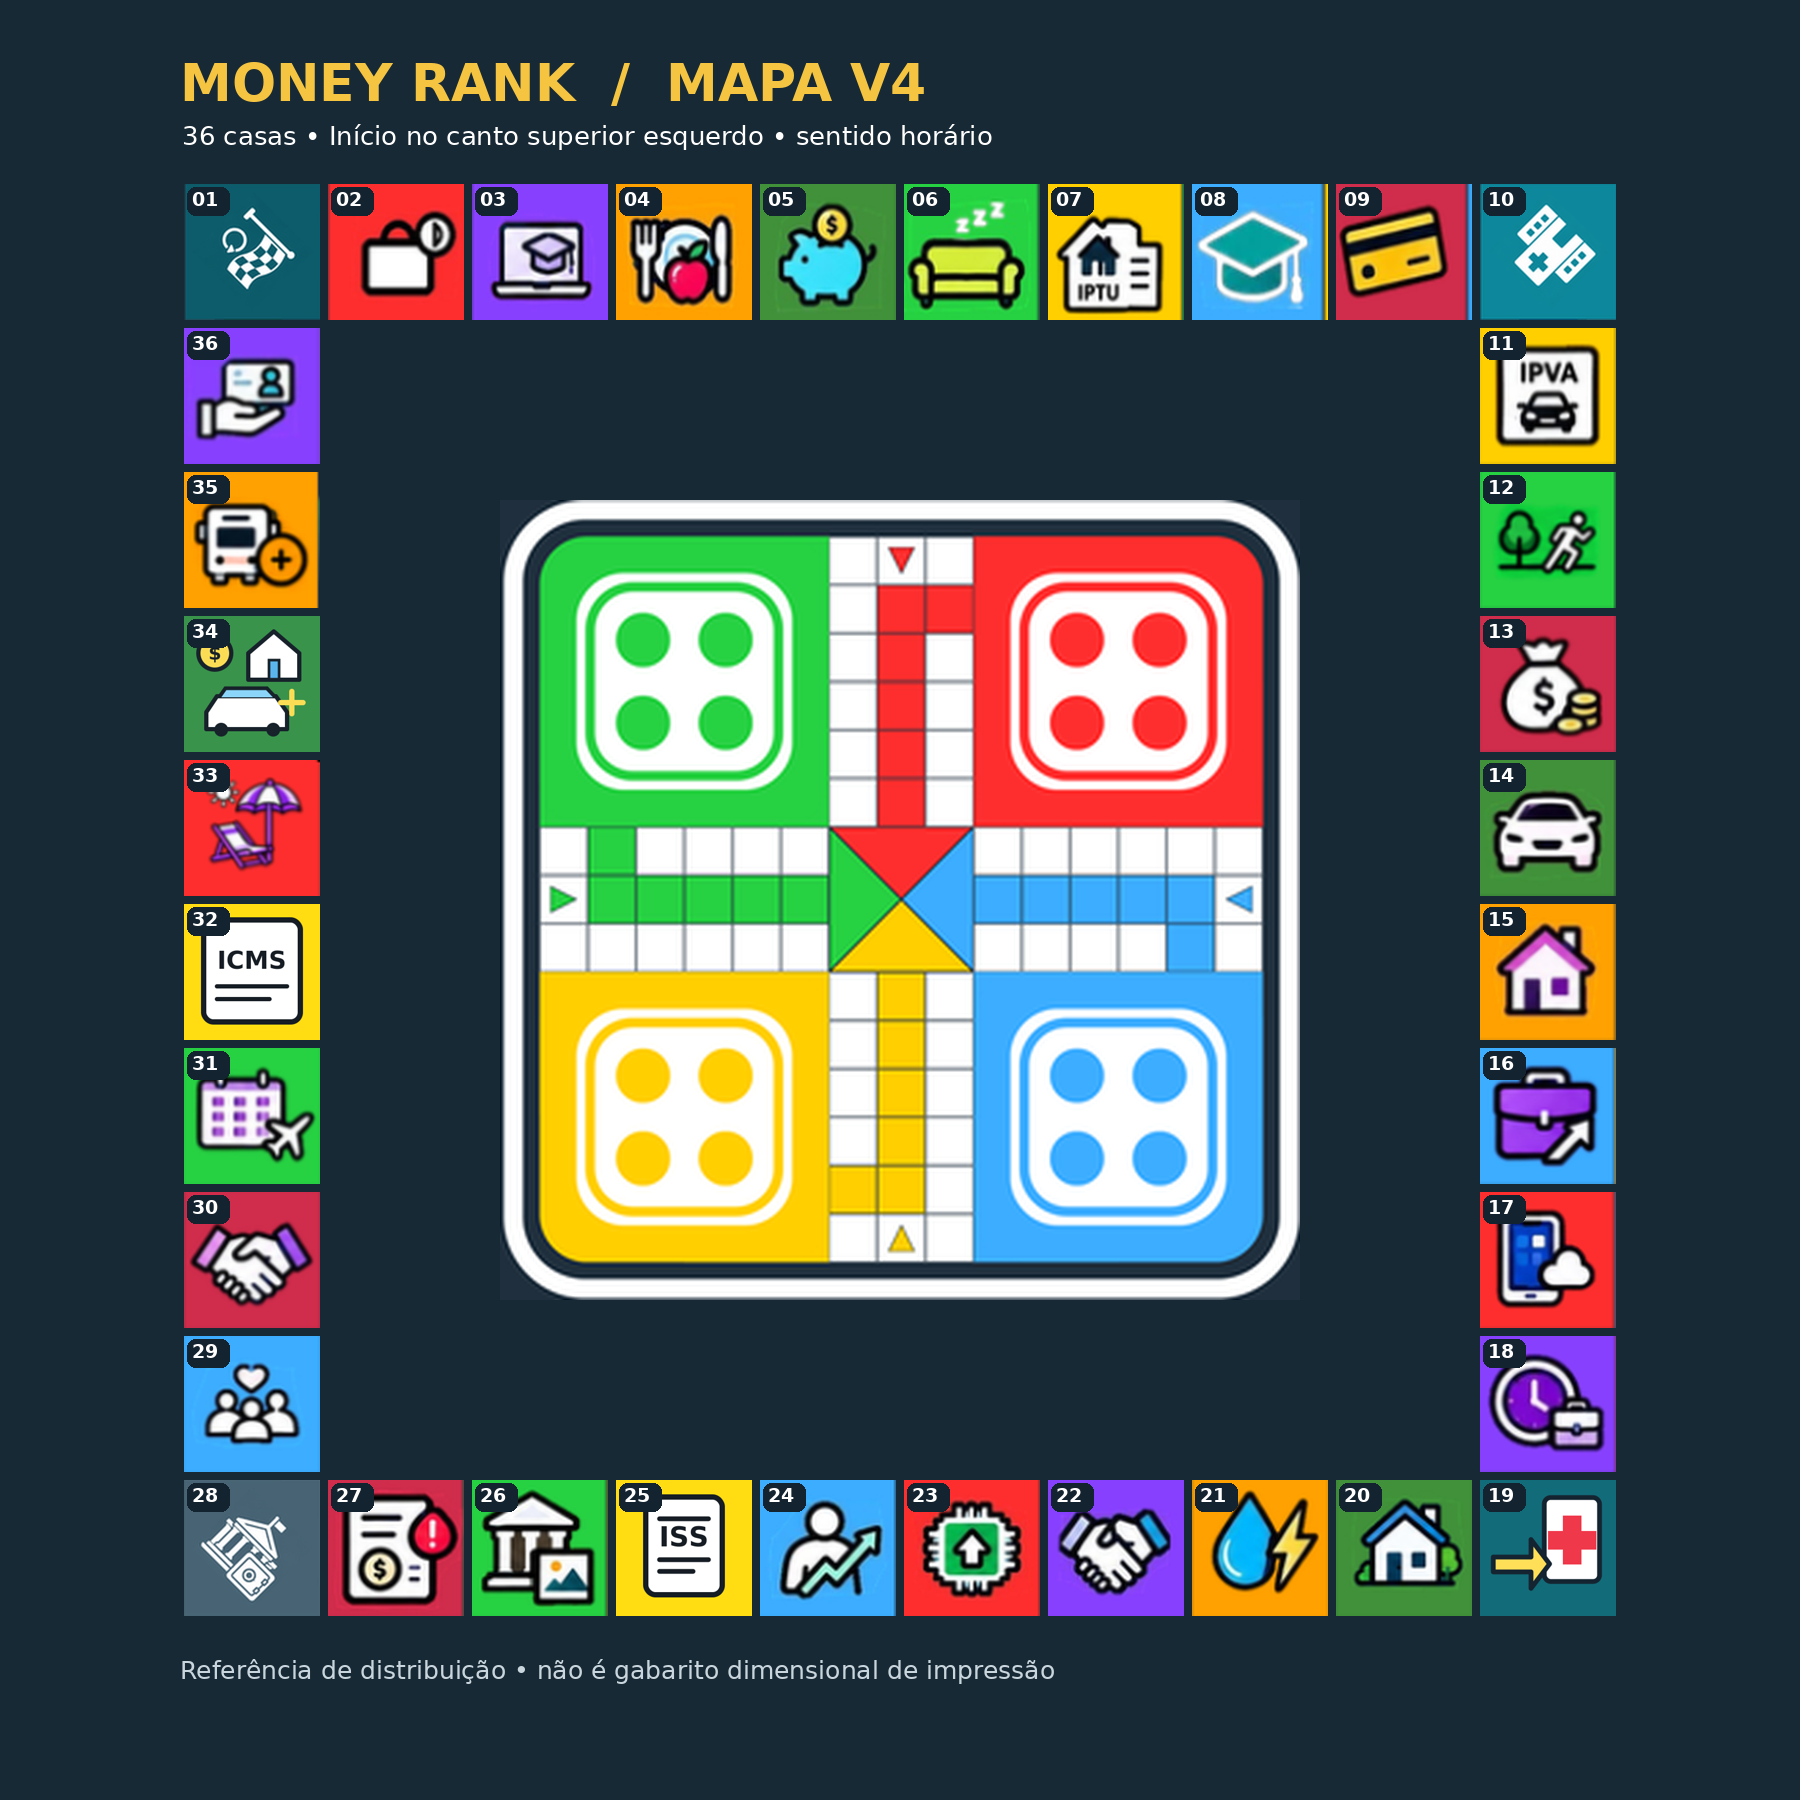 MONEY RANK / MAPA V4
36 casas • Início no canto superior esquerdo • sentido horário
01 02 03 04 05 06 07 08 09 10
$
z z z
IPTU
36
11
IPVA
35
12
34
$
13
$
33
14
32
ICMS
15
31
16
30
17
29
18
28 27 26 25 24 23 22 21 20 19
!
$
ISS
Referência de distribuição • não é gabarito dimensional de impressão